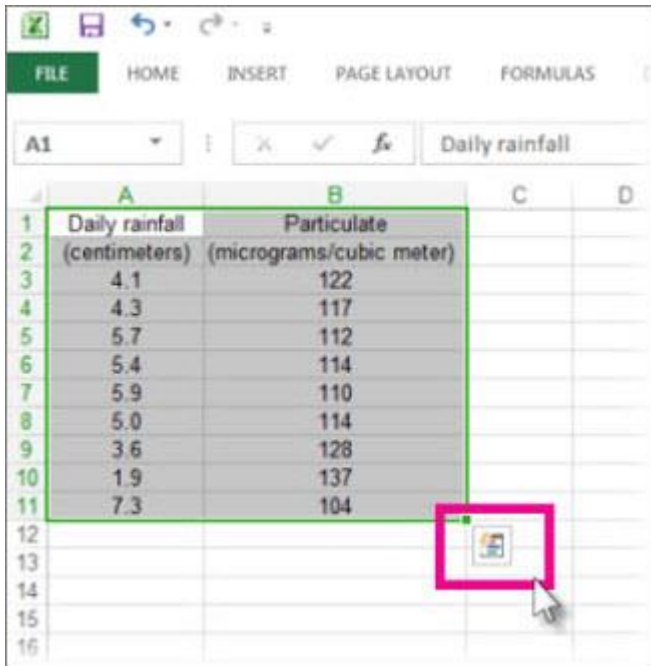 FILE HOME INSERT PAGE LAYOUT FORMULAS
A1 fx Daily rainfall
A B C D
1 Daily rainfall Particulate
2 (centimeters) (micrograms/cubic meter)
3 4.1 122
4 4.3 117
5 5.7 112
6 5.4 114
7 5.9 110
8 5.0 114
9 3.6 128
10 1.9 137
11 7.3 104
12
13
14
15
16